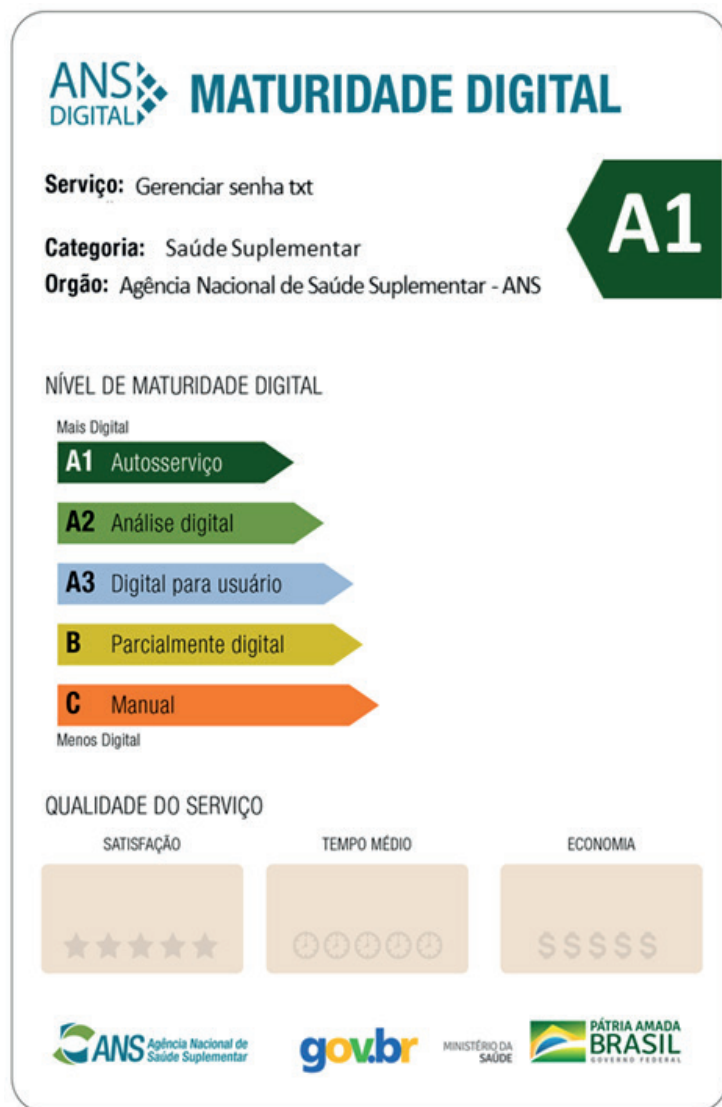 ANS
DIGITAL
MATURIDADE DIGITAL
Serviço: Gerenciar senha txt
A1
Categoria: Saúde Suplementar
Orgão: Agência Nacional de Saúde Suplementar - ANS
NÍVEL DE MATURIDADE DIGITAL
Mais Digital
A1 Autosserviço
A2 Análise digital
A3 Digital para usuário
B Parcialmente digital
C Manual
Menos Digital
QUALIDADE DO SERVIÇO
SATISFAÇÃO TEMPO MÉDIO ECONOMIA
$$$$$
ANS Agência Nacional de
Saúde Suplementar
gov.br
MINISTÉRIO DA
SAÚDE
PÁTRIA AMADA
BRASIL
GOVERNO FEDERAL